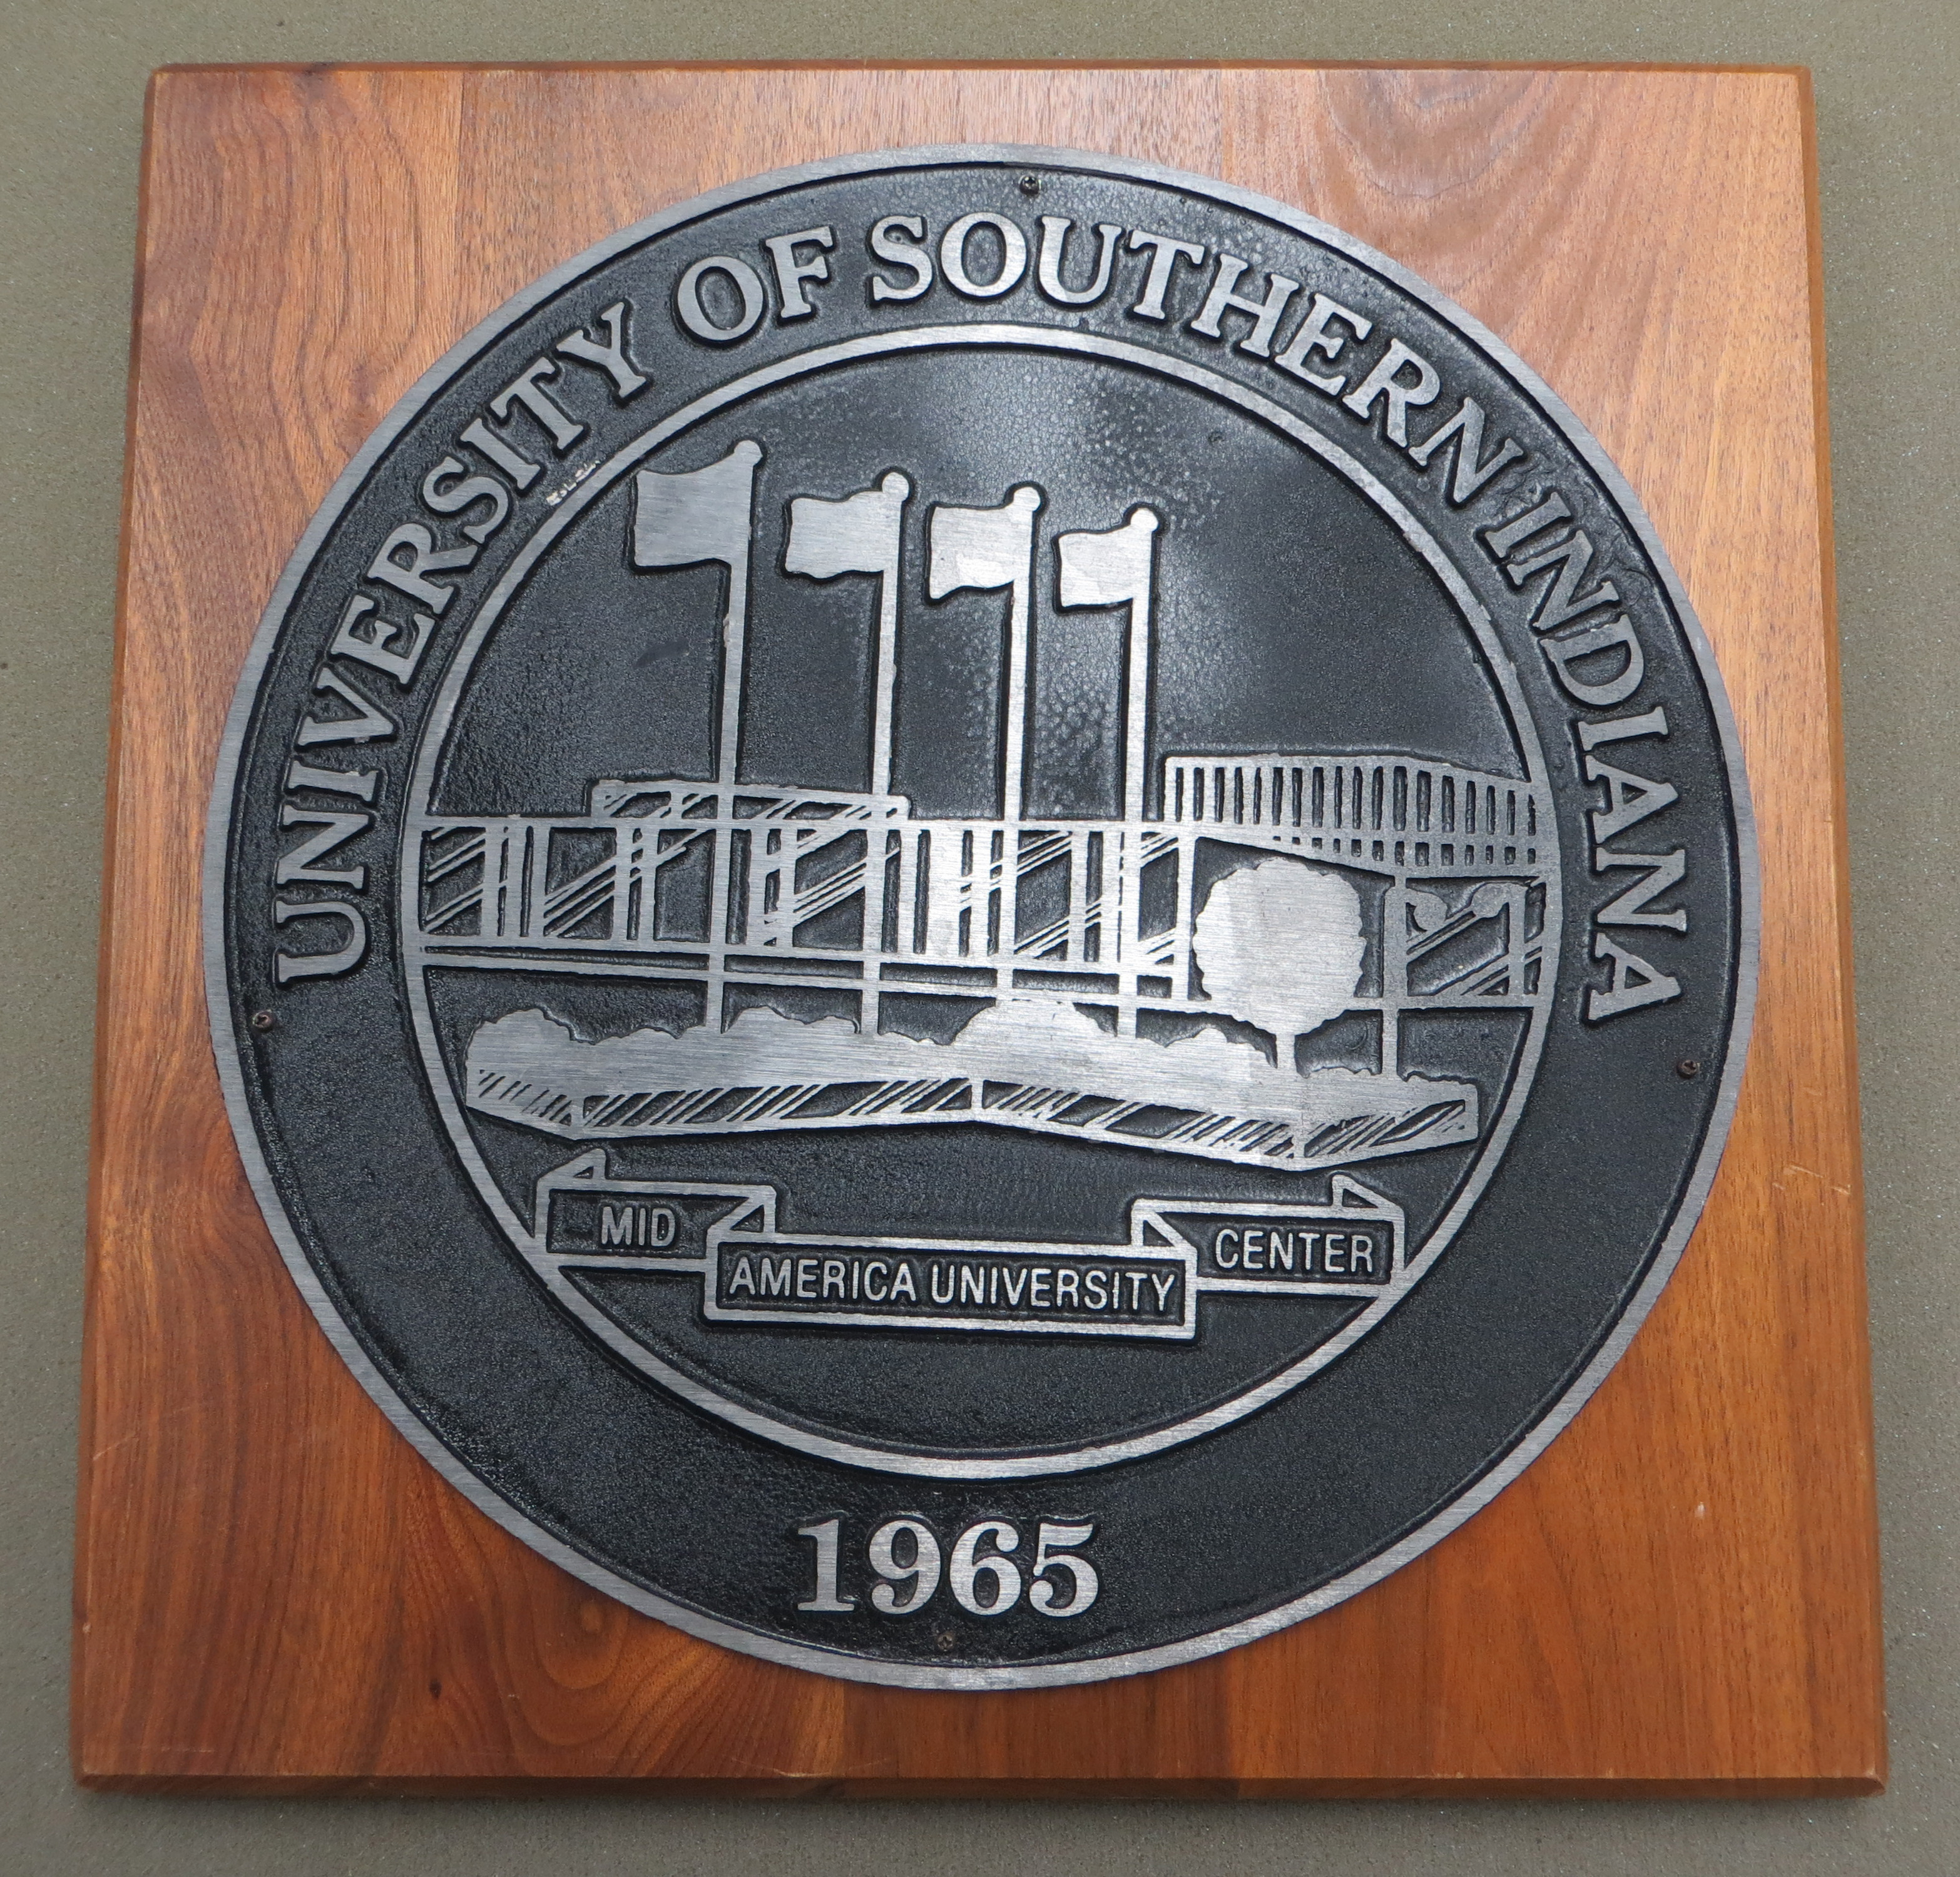 UNIVERSITY OF SOUTHERN INDIANA
MID
AMERICA UNIVERSITY
CENTER
1965